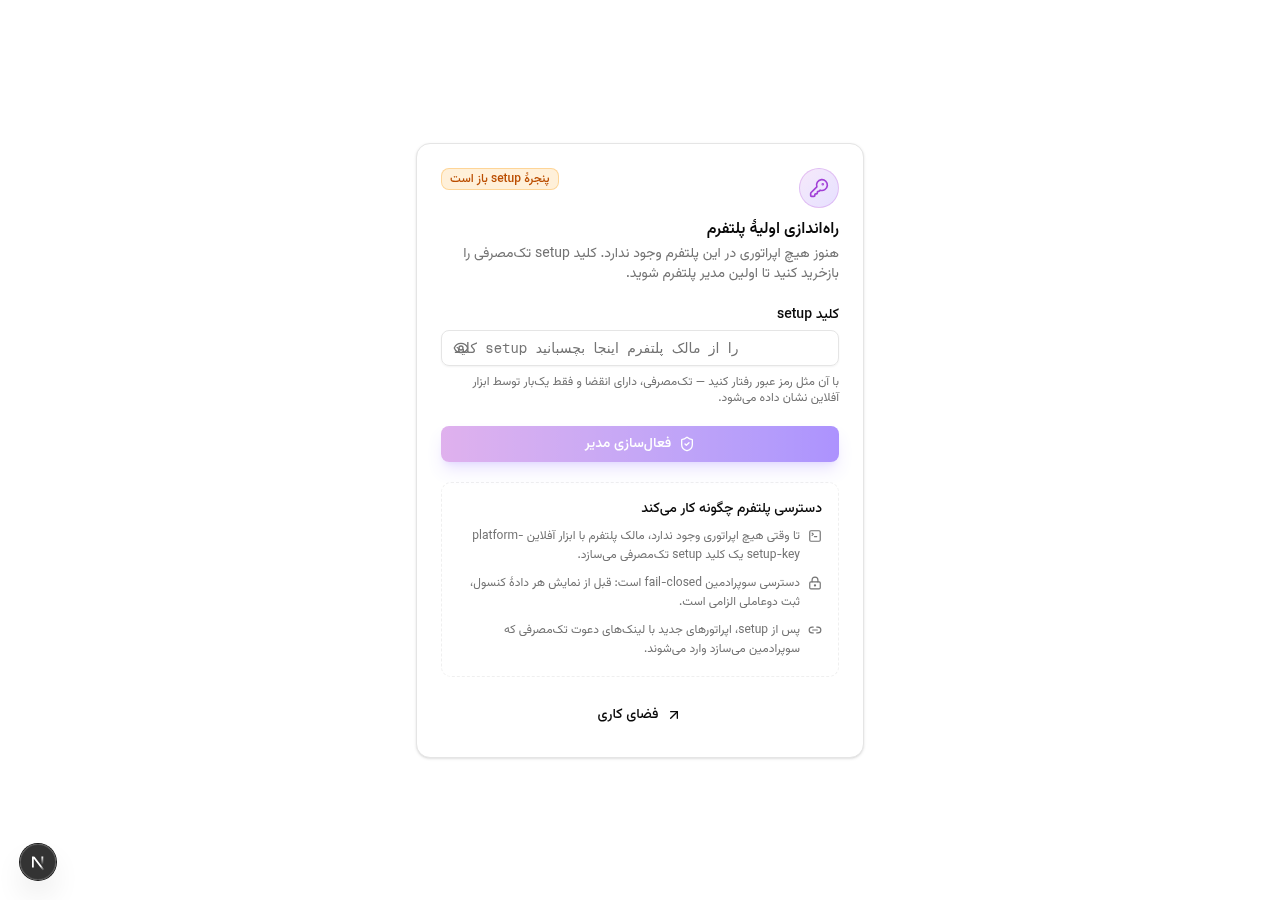 پنجرهٔ setup باز است
راه‌اندازی اولیهٔ پلتفرم
هنوز هیچ اپراتوری در این پلتفرم وجود ندارد. کلید setup تک‌مصرفی را
بازخرید کنید تا اولین مدیر پلتفرم شوید.
کلید setup
کلید setup را از مالک پلتفرم اینجا بچسبانید
با آن مثل رمز عبور رفتار کنید — تک‌مصرفی، دارای انقضا و فقط یک‌بار توسط ابزار
آفلاین نشان داده می‌شود.
فعال‌سازی مدیر
دسترسی پلتفرم چگونه کار می‌کند
تا وقتی هیچ اپراتوری وجود ندارد، مالک پلتفرم با ابزار آفلاین platform-
setup-key یک کلید setup تک‌مصرفی می‌سازد.
دسترسی سوپرادمین fail-closed است: قبل از نمایش هر دادهٔ کنسول،
ثبت دوعاملی الزامی است.
پس از setup، اپراتورهای جدید با لینک‌های دعوت تک‌مصرفی که
سوپرادمین می‌سازد وارد می‌شوند.
فضای کاری
N